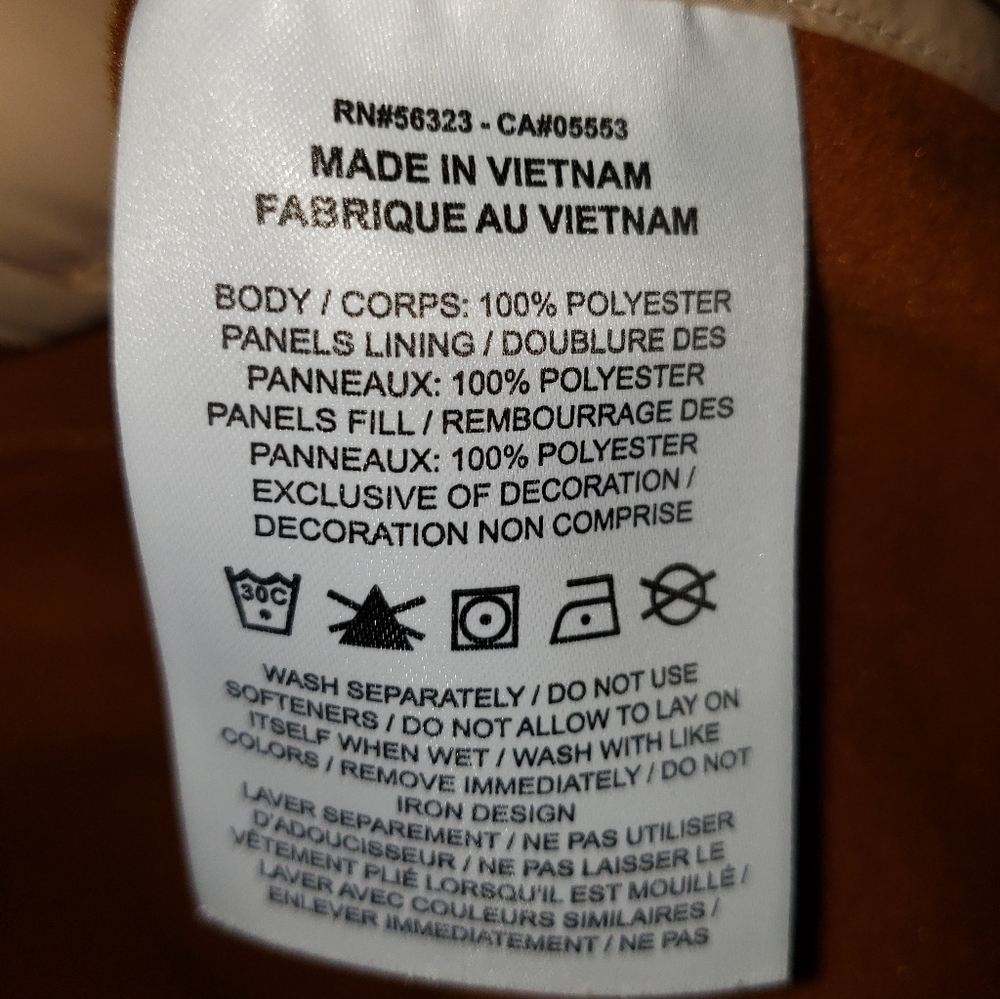 RN#56323 - CA#05553
MADE IN VIETNAM
FABRIQUE AU VIETNAM
BODY / CORPS: 100% POLYESTER
PANELS LINING / DOUBLURE DES
PANNEAUX: 100% POLYESTER
PANELS FILL / REMBOURRAGE DES
PANNEAUX: 100% POLYESTER
EXCLUSIVE OF DECORATION /
DECORATION NON COMPRISE
30C
WASH SEPARATELY / DO NOT USE
SOFTENERS / DO NOT ALLOW TO LAY ON
ITSELF WHEN WET / WASH WITH LIKE
COLORS / REMOVE IMMEDIATELY / DO NOT
IRON DESIGN
LAVER SEPAREMENT / NE PAS UTILISER
D'ADOUCISSEUR / NE PAS LAISSER LE
VÊTEMENT PLIÉ LORSQU'IL EST MOUILLÉ /
LAVER AVEC COULEURS SIMILAIRES /
ENLEVER IMMEDIATEMENT / NE PAS